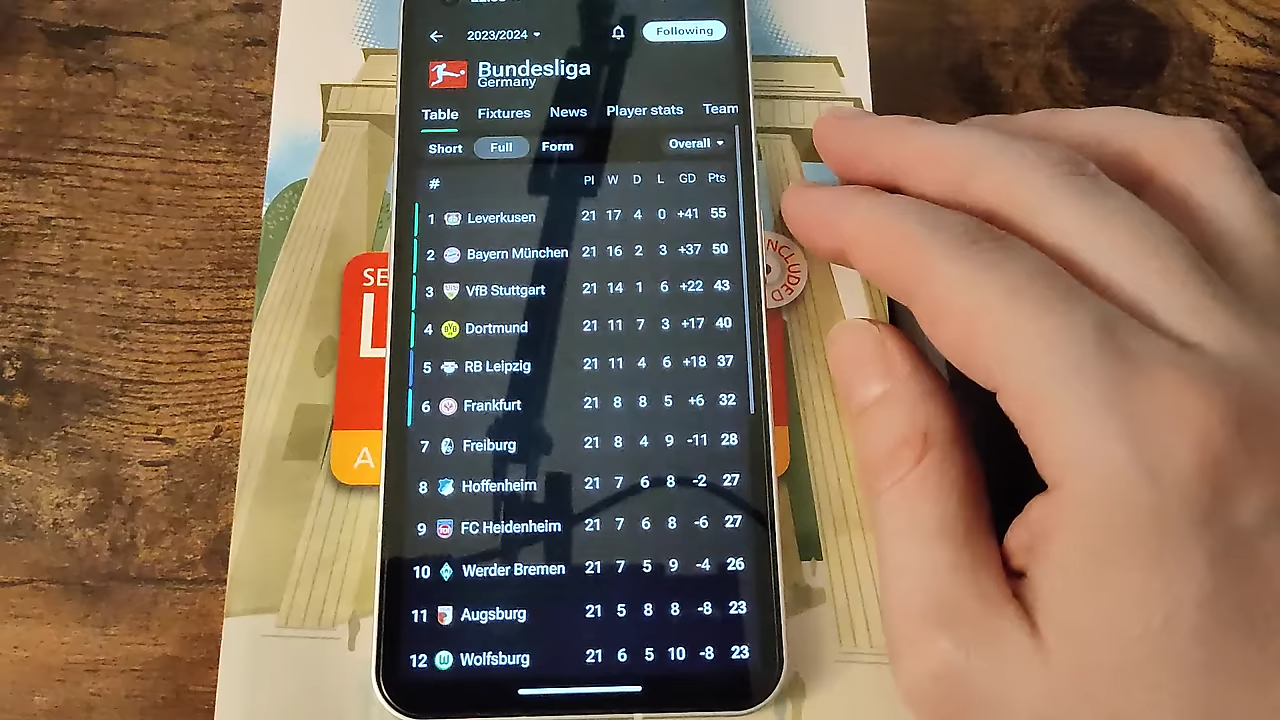 2023/2024 Following
Bundesliga
Germany
Table Fixtures News Player stats Team
Short Full Form Overall
# Pl W D L GD Pts
1 Leverkusen 21 17 4 0 +41 55
2 Bayern München 21 16 2 3 +37 50
3 VfB Stuttgart 21 14 1 6 +22 43
4 Dortmund 21 11 7 3 +17 40
5 RB Leipzig 21 11 4 6 +18 37
6 Frankfurt 21 8 8 5 +6 32
7 Freiburg 21 8 4 9 -11 28
8 Hoffenheim 21 7 6 8 -2 27
9 FC Heidenheim 21 7 6 8 -6 27
10 Werder Bremen 21 7 5 9 -4 26
11 Augsburg 21 5 8 8 -8 23
12 Wolfsburg 21 6 5 10 -8 23
SE
L
A
INCLUDED